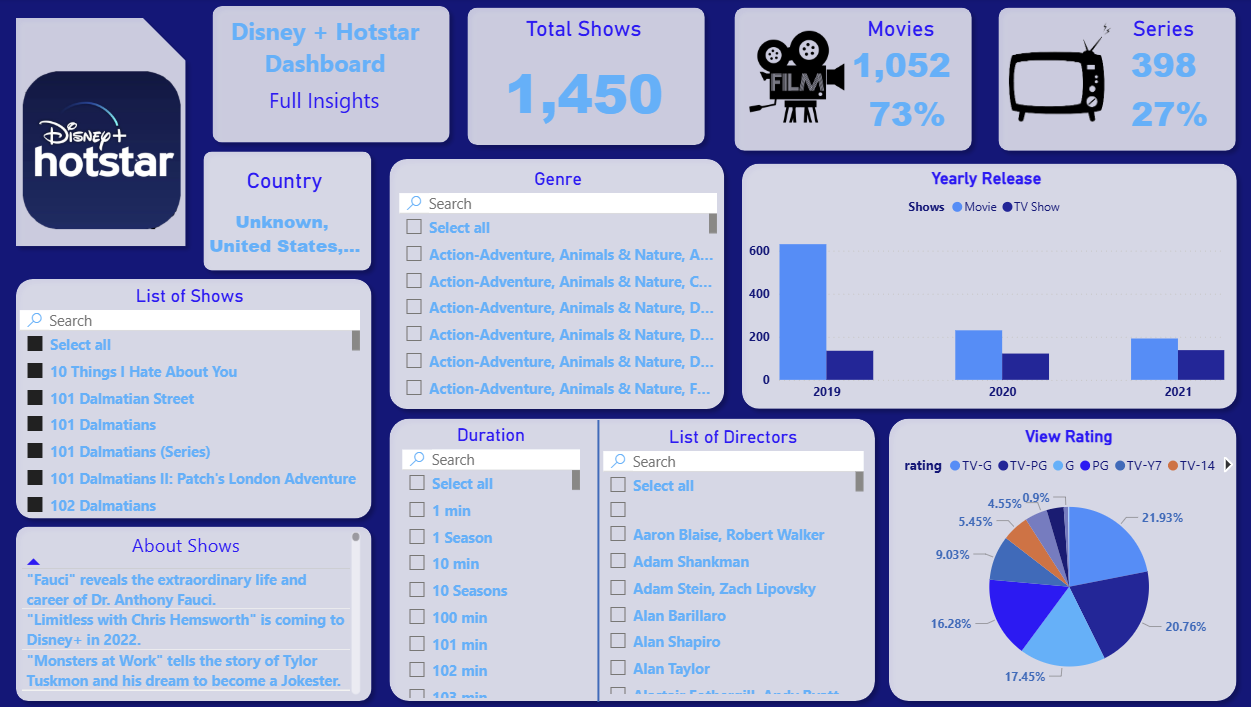 Disney+
hotstar
Disney + Hotstar
Dashboard
Full Insights
Total Shows
1,450
FILM
Movies
1,052
73%
Series
398
27%
Country
Unknown,
United States,...
Genre
Search
Select all
Action-Adventure, Animals & Nature, A...
Action-Adventure, Animals & Nature, C...
Action-Adventure, Animals & Nature, D...
Action-Adventure, Animals & Nature, D...
Action-Adventure, Animals & Nature, D...
Action-Adventure, Animals & Nature, F...
Yearly Release
Shows Movie TV Show
600
400
200
0
2019 2020 2021
List of Shows
Search
Select all
10 Things I Hate About You
101 Dalmatian Street
101 Dalmatians
101 Dalmatians (Series)
101 Dalmatians II: Patch's London Adventure
102 Dalmatians
About Shows
"Fauci" reveals the extraordinary life and
career of Dr. Anthony Fauci.
"Limitless with Chris Hemsworth" is coming to
Disney+ in 2022.
"Monsters at Work" tells the story of Tylor
Tuskmon and his dream to become a Jokester.
Duration
Search
Select all
1 min
1 Season
10 min
10 Seasons
100 min
101 min
102 min
103 min
List of Directors
Search
Select all
Aaron Blaise, Robert Walker
Adam Shankman
Adam Stein, Zach Lipovsky
Alan Barillaro
Alan Shapiro
Alan Taylor
Alastair Fothergill, Andy Byatt
View Rating
rating TV-G TV-PG G PG TV-Y7 TV-14
0.9%
4.55%
5.45%
9.03%
16.28%
17.45%
20.76%
21.93%